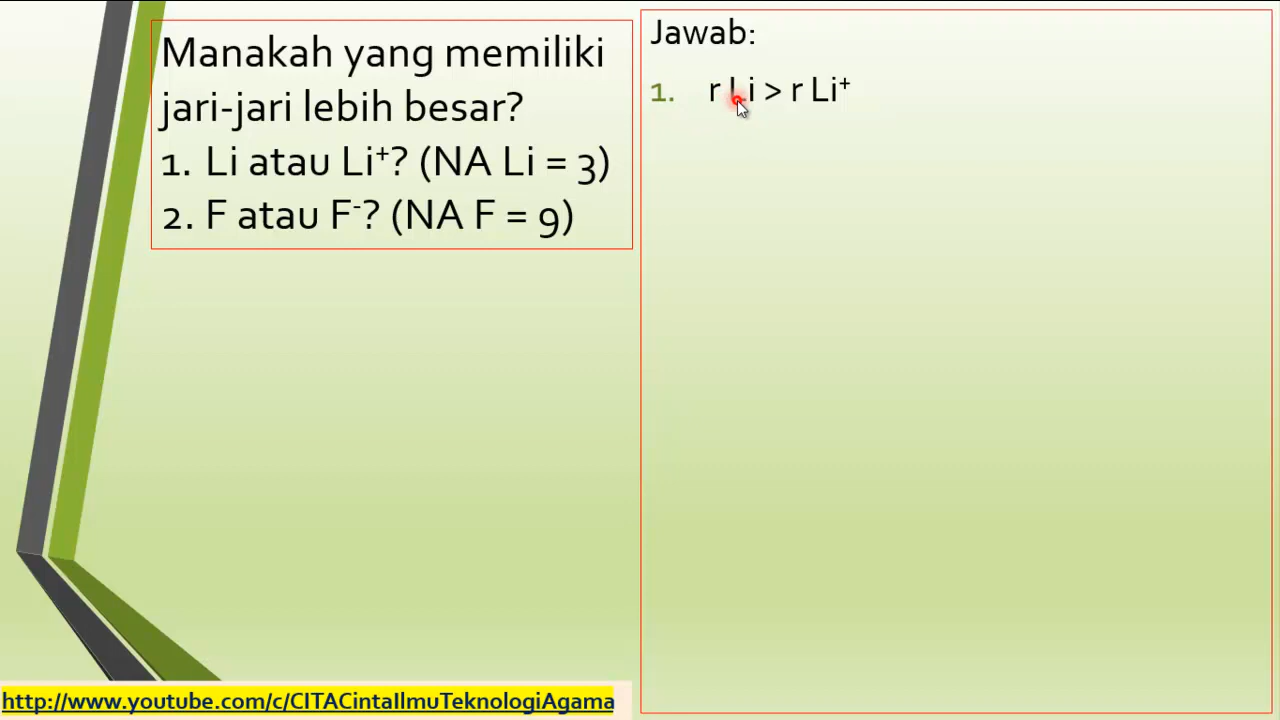 Manakah yang memiliki
jari-jari lebih besar?
1. Li atau Li⁺? (NA Li = 3)
2. F atau F⁻? (NA F = 9)
Jawab:
1. r Li > r Li⁺
http://www.youtube.com/c/CITACintaIlmuTeknologiAgama